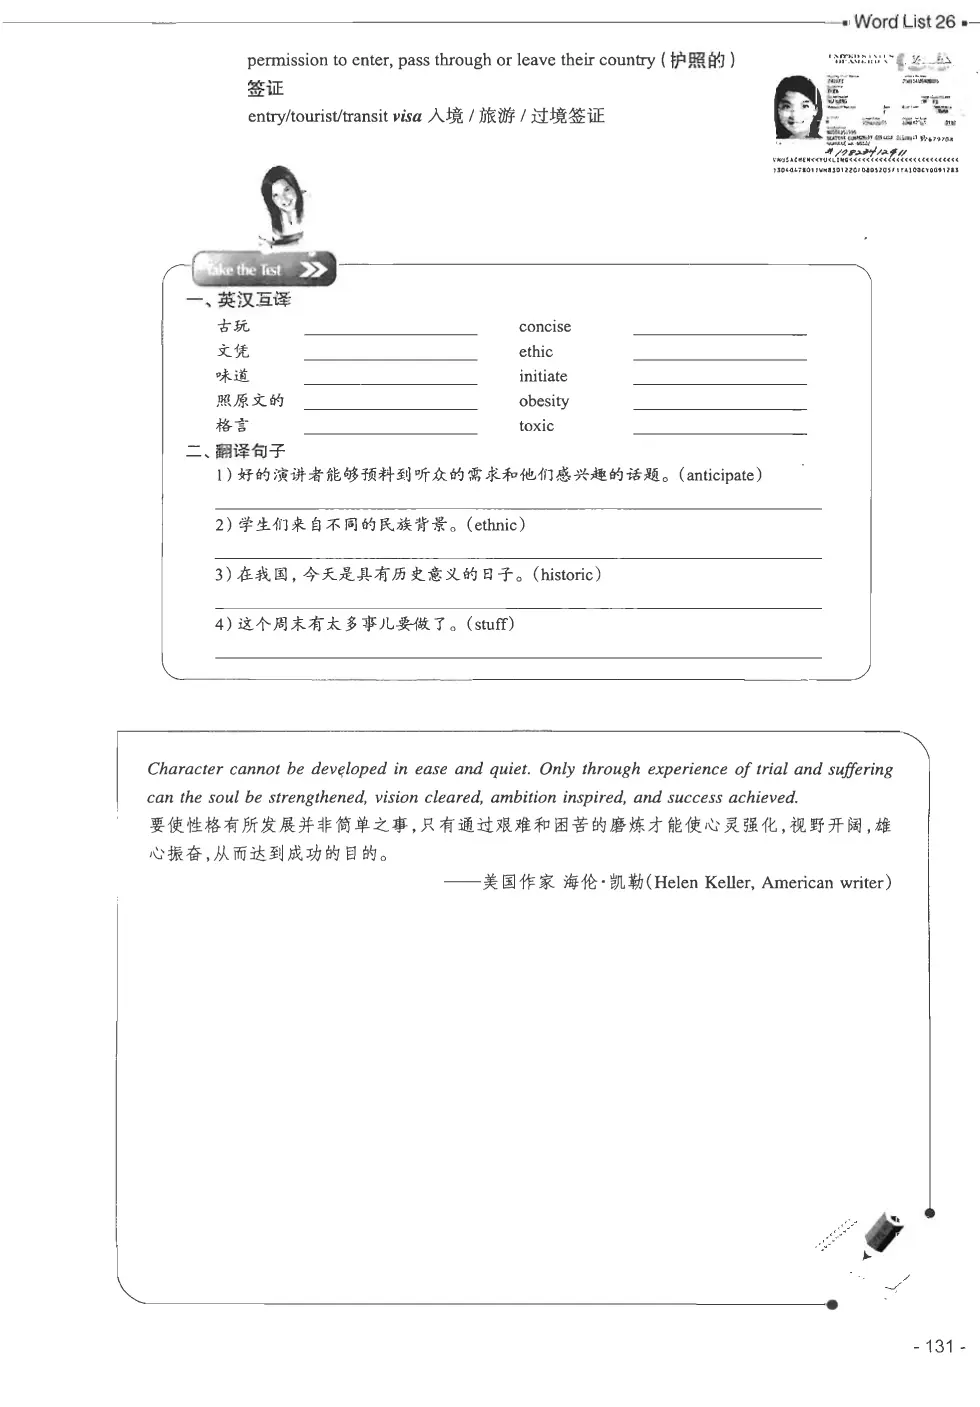 Word List 26
permission to enter, pass through or leave their country (护照的)
签证
entry/tourist/transit visa 入境 / 旅游 / 过境签证
Take the Test
一、英汉互译
古玩 concise
文凭 ethic
味道 initiate
照原文的 obesity
格言 toxic
二、翻译句子
1) 好的演讲者能够预料到听众的需求和他们感兴趣的话题。(anticipate)
2) 学生们来自不同的民族背景。(ethnic)
3) 在我国, 今天是具有历史意义的日子。(historic)
4) 这个周末有太多事儿要做了。(stuff)
Character cannot be developed in ease and quiet. Only through experience of trial and suffering
can the soul be strengthened, vision cleared, ambition inspired, and success achieved.
要使性格有所发展并非简单之事,只有通过艰难和困苦的磨炼才能使心灵强化,视野开阔,雄
心振奋,从而达到成功的目的。
——美国作家 海伦·凯勒(Helen Keller, American writer)
- 131 -